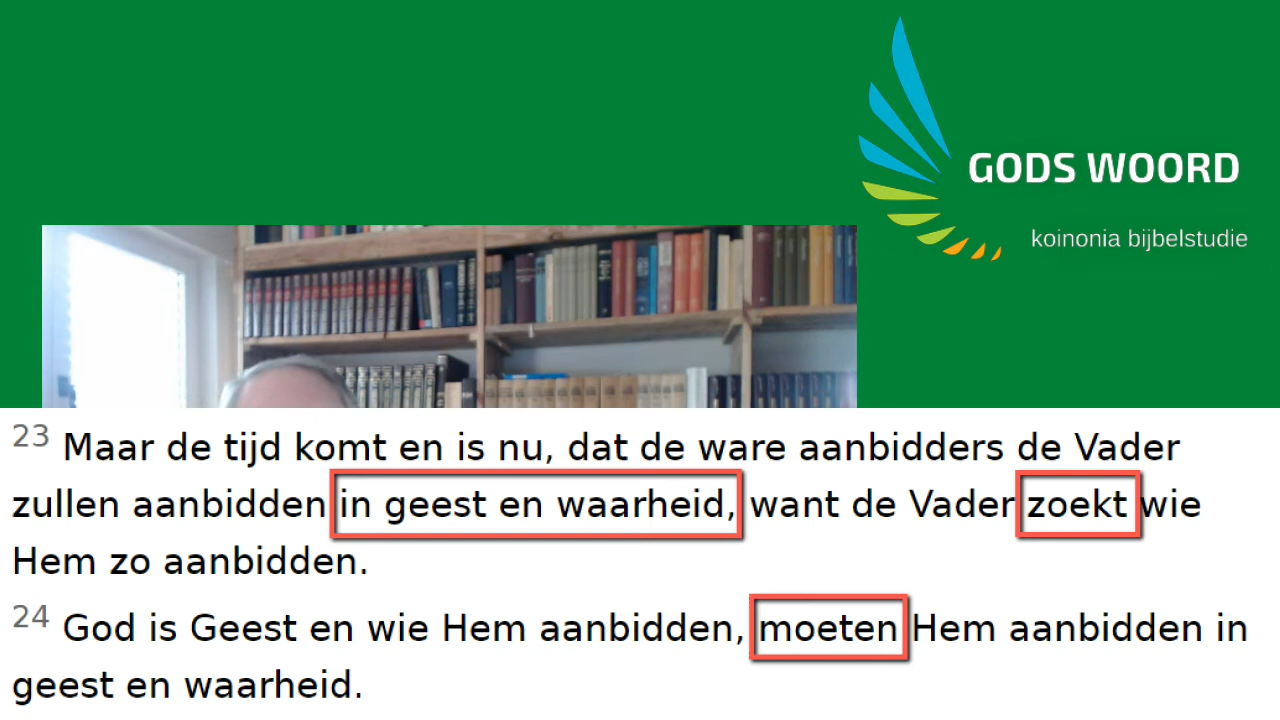 GODS WOORD
koinonia bijbelstudie
23 Maar de tijd komt en is nu, dat de ware aanbidders de Vader
zullen aanbidden in geest en waarheid, want de Vader zoekt wie
Hem zo aanbidden.
24 God is Geest en wie Hem aanbidden, moeten Hem aanbidden in
geest en waarheid.